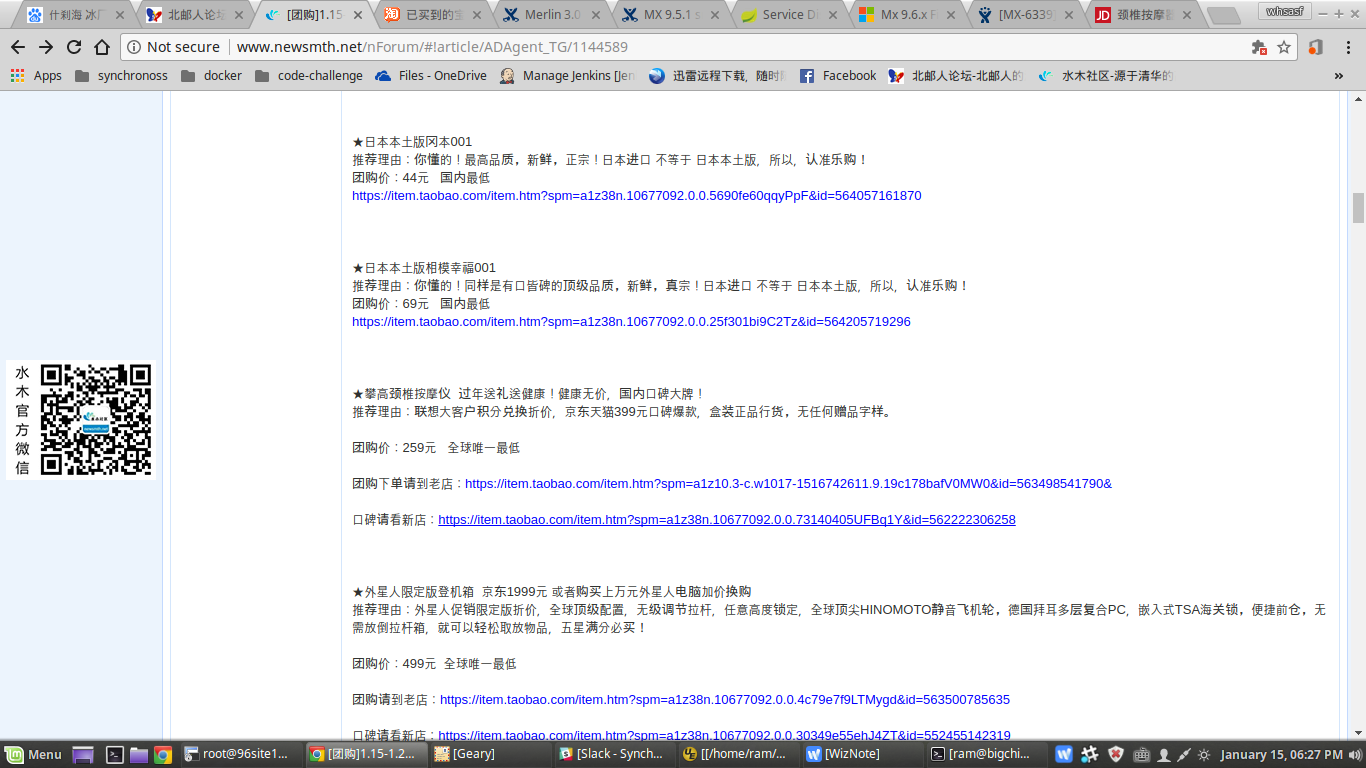 什刹海 冰厂
北邮人论坛
[团购]1.15
已买到的宝
Merlin 3.0
MX 9.5.1 s
Service D
Mx 9.6.x F
[MX-6339]
颈椎按摩器
whsasf
Not secure
www.newsmth.net/nForum/#!article/ADAgent_TG/1144589
Apps
synchronoss
docker
code-challenge
Files - OneDrive
Manage Jenkins [Jen
迅雷远程下载，随时
Facebook
北邮人论坛-北邮人的
水木社区-源于清华的
»
★日本本土版冈本001
推荐理由：你懂的！最高品质，新鲜，正宗！日本进口 不等于 日本本土版，所以，认准乐购！
团购价：44元 国内最低
https://item.taobao.com/item.htm?spm=a1z38n.10677092.0.0.5690fe60qqyPpF&id=564057161870
★日本本土版相模幸福001
推荐理由：你懂的！同样是有口皆碑的顶级品质，新鲜，真宗！日本进口 不等于 日本本土版，所以，认准乐购！
团购价：69元 国内最低
https://item.taobao.com/item.htm?spm=a1z38n.10677092.0.0.25f301bi9C2Tz&id=564205719296
★攀高颈椎按摩仪 过年送礼送健康！健康无价，国内口碑大牌！
推荐理由：联想大客户积分兑换折价，京东天猫399元口碑爆款，盒装正品行货，无任何赠品字样。
团购价：259元 全球唯一最低
团购下单请到老店：https://item.taobao.com/item.htm?spm=a1z10.3-c.w1017-1516742611.9.19c178bafV0MW0&id=563498541790&
口碑请看新店：https://item.taobao.com/item.htm?spm=a1z38n.10677092.0.0.73140405UFBq1Y&id=562222306258
★外星人限定版登机箱 京东1999元 或者购买上万元外星人电脑加价换购
推荐理由：外星人促销限定版折价，全球顶级配置，无级调节拉杆，任意高度锁定，全球顶尖HINOMOTO静音飞机轮，德国拜耳多层复合PC，嵌入式TSA海关锁，便捷前仓，无
需放倒拉杆箱，就可以轻松取放物品，五星满分必买！
团购价：499元 全球唯一最低
团购请到老店：https://item.taobao.com/item.htm?spm=a1z38n.10677092.0.0.4c79e7f9LTMygd&id=563500785635
口碑请看新店：https://item.taobao.com/item.htm?spm=a1z38n.10677092.0.0.30349e55ehJ4ZT&id=552455142319
水
木
官
方
微
信
Menu
root@96site1...
[团购]1.15-1.2...
[Geary]
[Slack - Synch...
[[/home/ram/...
[WizNote]
[ram@bigchi...
January 15, 06:27 PM